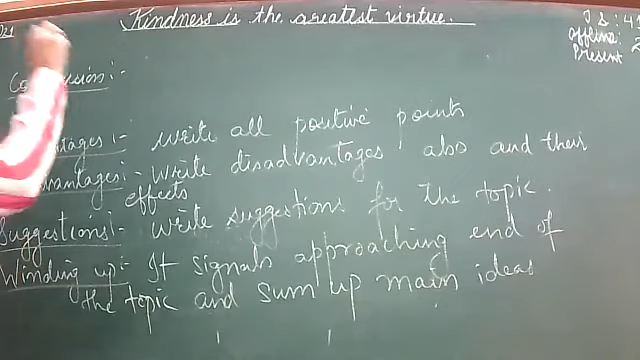 Kindness is the greatest virtue.
Offline
Present 2
:- write all positive points
:- write disadvantages also and their
effects
Suggestions:- write suggestions for the topic.
Winding up:- It signals approaching end of
the topic and sum up main ideas